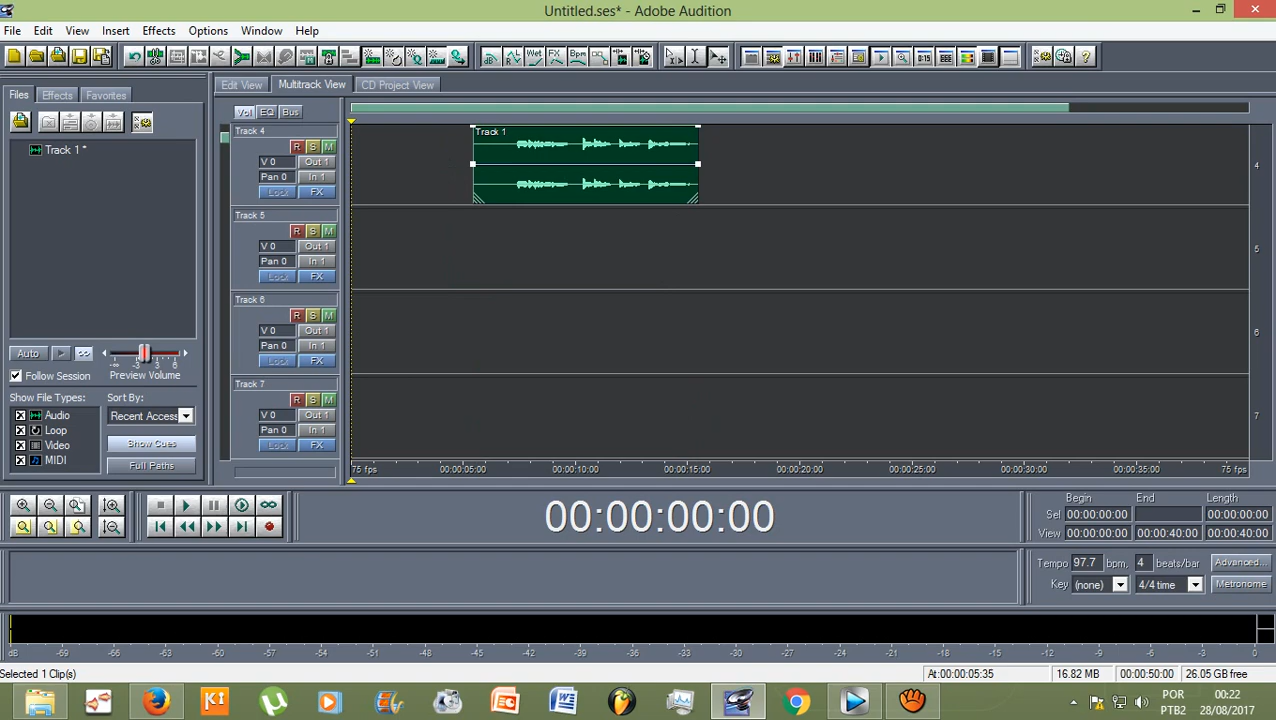 Untitled.ses* - Adobe Audition
File Edit View Insert Effects Options Window Help
Edit View Multitrack View CD Project View
Files Effects Favorites
Vol EQ Bus
Track 1 *
Track 4
R S M
V 0 Out 1
Pan 0 In 1
Lock FX
Track 1
4
Track 5
R S M
V 0 Out 1
Pan 0 In 1
Lock FX
5
Track 6
R S M
V 0 Out 1
Pan 0 In 1
Lock FX
6
Track 7
R S M
V 0 Out 1
Pan 0 In 1
Lock FX
7
Auto
-∞ -3 3 6
Follow Session Preview Volume
Show File Types: Sort By:
Audio Recent Access
Loop
Video Show Cues
MIDI Full Paths
75 fps 00:00:05:00 00:00:10:00 00:00:15:00 00:00:20:00 00:00:25:00 00:00:30:00 00:00:35:00 75 fps
00:00:00:00
Begin End Length
Sel 00:00:00:00 00:00:00:00
View 00:00:00:00 00:00:40:00 00:00:40:00
Tempo 97.7 bpm, 4 beats/bar Advanced...
Key (none) 4/4 time Metronome
dB -69 -66 -63 -60 -57 -54 -51 -48 -45 -42 -39 -36 -33 -30 -27 -24 -21 -18 -15 -12 -9 -6 -3 0
Selected 1 Clip(s) At:00:00:05:35 16.82 MB 00:00:50:00 26.05 GB free
POR 00:22
PTB2 28/08/2017